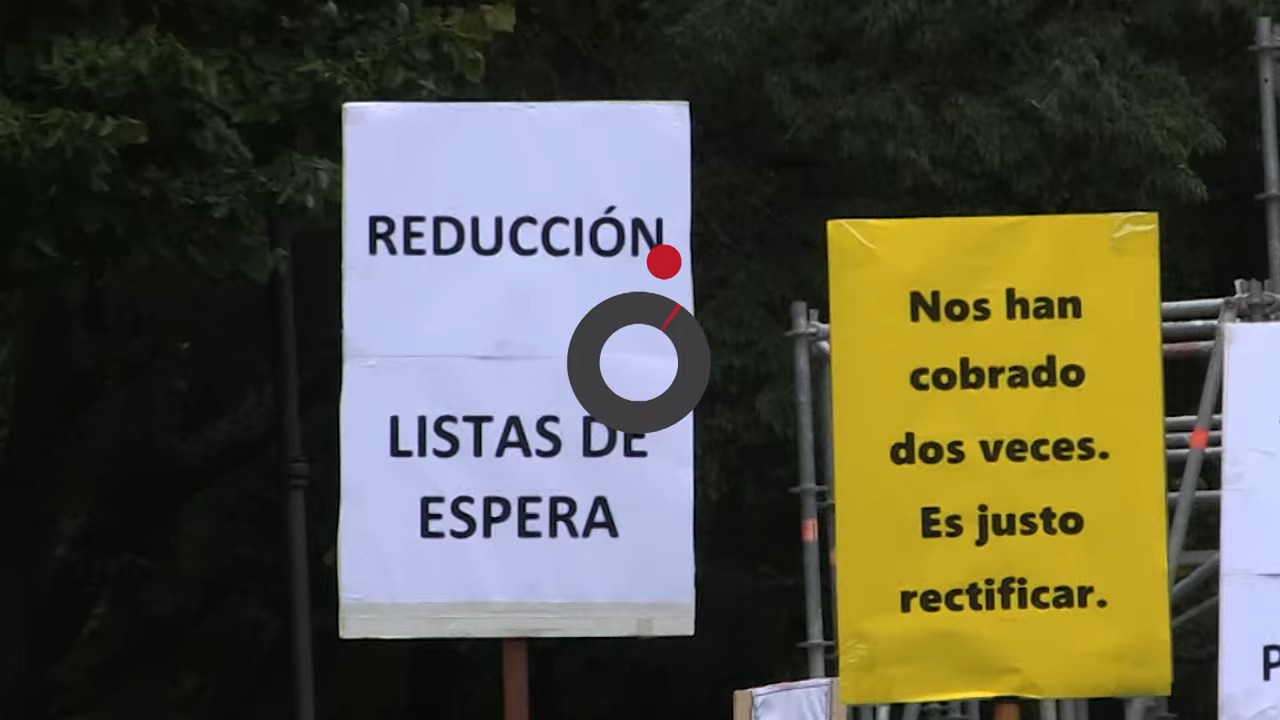 REDUCCIÓN
LISTAS DE
ESPERA
Nos han
cobrado
dos veces.
Es justo
rectificar.
P